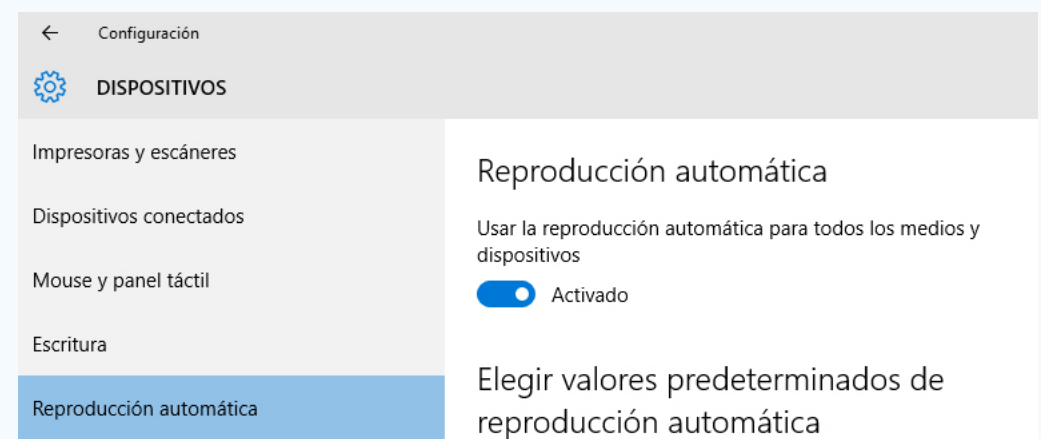 Configuración
DISPOSITIVOS
Impresoras y escáneres
Dispositivos conectados
Mouse y panel táctil
Escritura
Reproducción automática
Reproducción automática
Usar la reproducción automática para todos los medios y
dispositivos
Activado
Elegir valores predeterminados de
reproducción automática